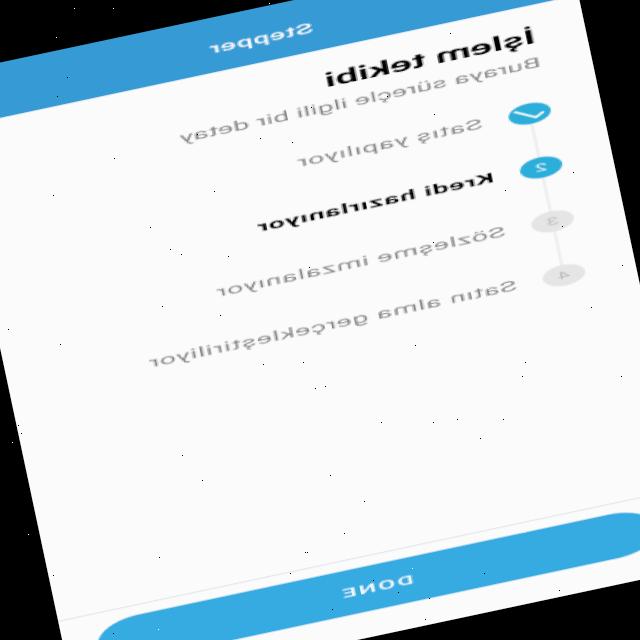 Stepper
İşlem tekibi
Buraya süreçle ilgili bir detay
Satış yapılıyor
2 Kredi hazırlanıyor
3 Sözleşme imzalanıyor
4 Satın alma gerçekleştiriliyor
DONE